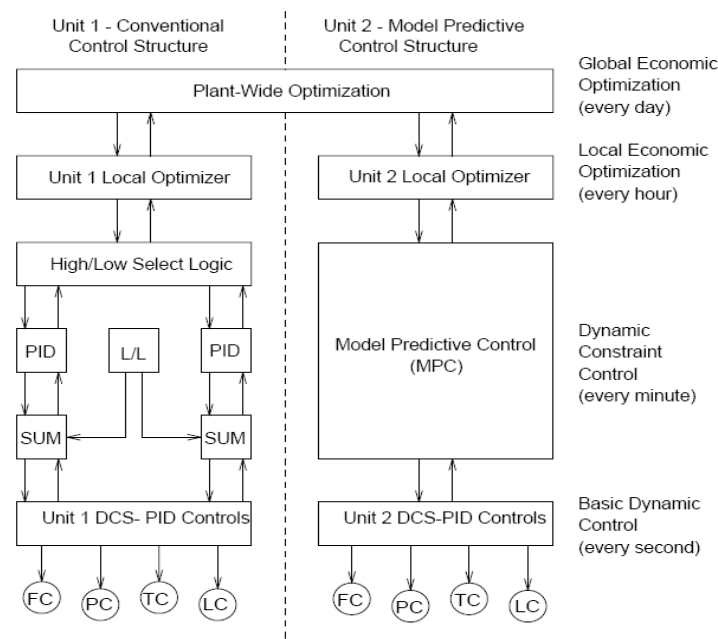 Unit 1 - Conventional
Control Structure
Unit 2 - Model Predictive
Control Structure
Plant-Wide Optimization
Global Economic
Optimization
(every day)
Unit 1 Local Optimizer
Unit 2 Local Optimizer
Local Economic
Optimization
(every hour)
High/Low Select Logic
PID
L/L
PID
SUM
SUM
Model Predictive Control
(MPC)
Dynamic
Constraint
Control
(every minute)
Unit 1 DCS- PID Controls
Unit 2 DCS-PID Controls
Basic Dynamic
Control
(every second)
FC
PC
TC
LC
FC
PC
TC
LC